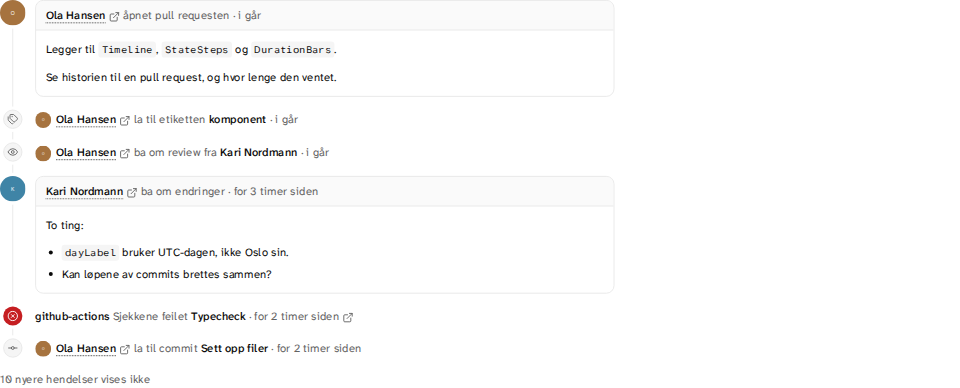 Ola Hansen åpnet pull requesten · i går
Legger til Timeline, StateSteps og DurationBars.
Se historien til en pull request, og hvor lenge den ventet.
Ola Hansen la til etiketten komponent · i går
Ola Hansen ba om review fra Kari Nordmann · i går
Kari Nordmann ba om endringer · for 3 timer siden
To ting:
• dayLabel bruker UTC-dagen, ikke Oslo sin.
• Kan løpene av commits brettes sammen?
github-actions Sjekkene feilet Typecheck · for 2 timer siden
Ola Hansen la til commit Sett opp filer · for 2 timer siden
10 nyere hendelser vises ikke